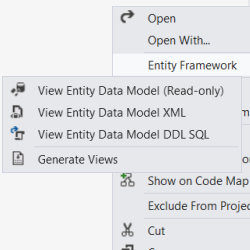 Open
Open With...
Entity Framework
View Entity Data Model (Read-only)
View Entity Data Model XML
View Entity Data Model DDL SQL
Generate Views
Show on Code Map
Exclude From Projec
Cut